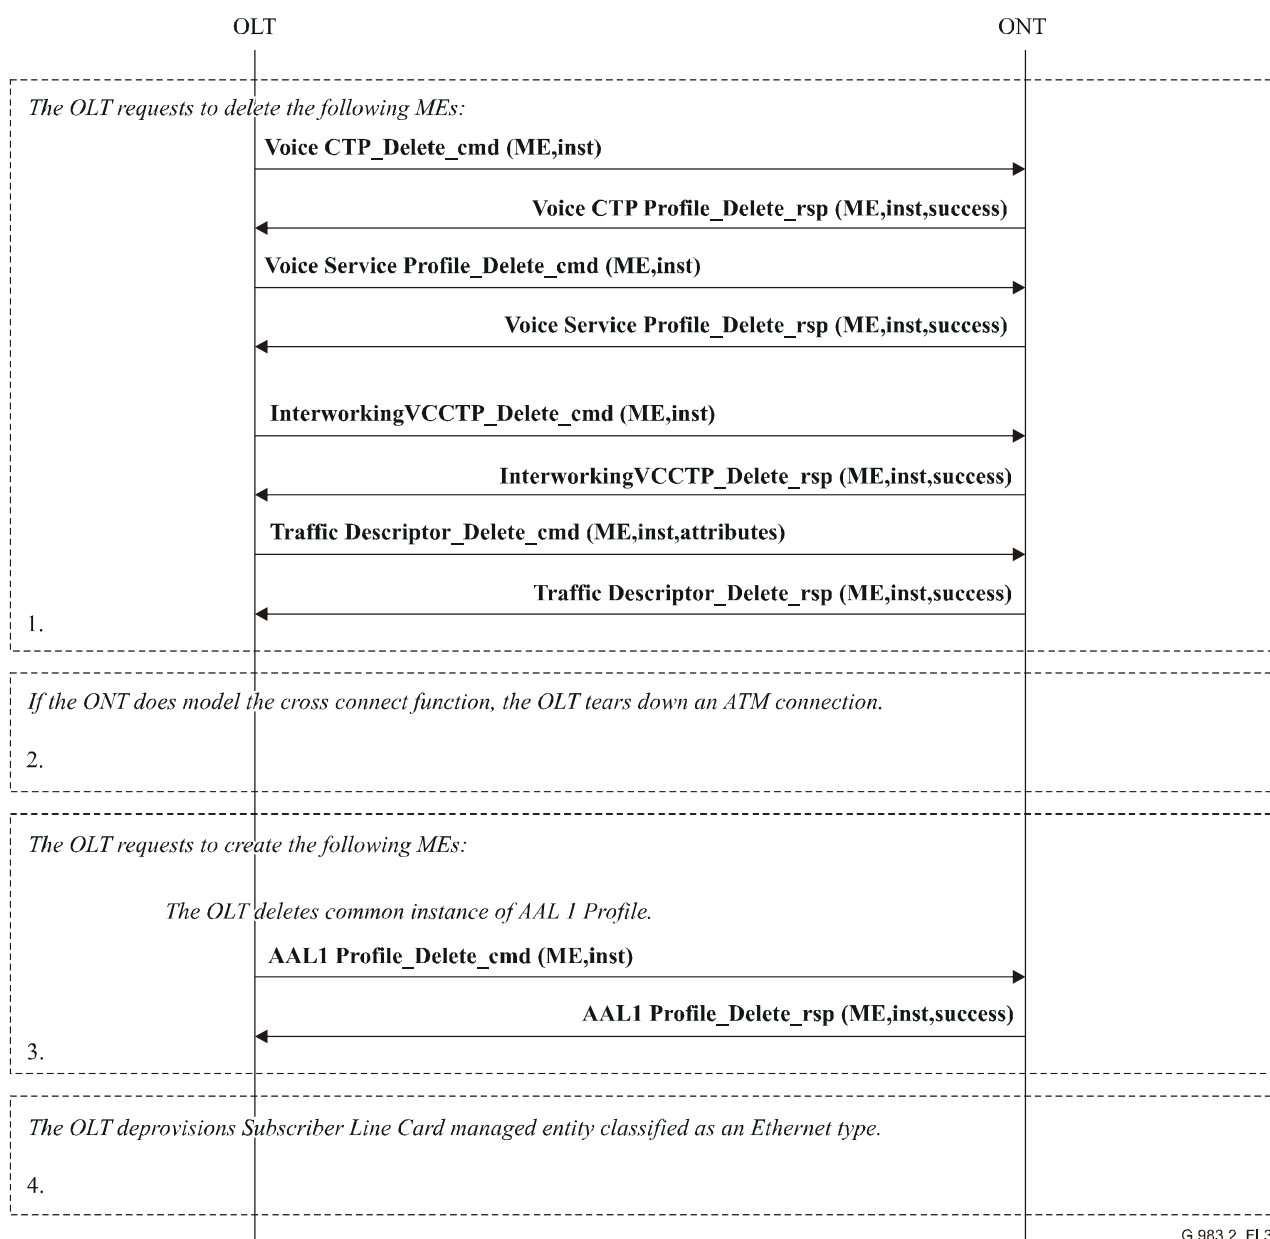 OLT ONT
The OLT requests to delete the following MEs:
Voice CTP_Delete_cmd (ME,inst)
Voice CTP Profile_Delete_rsp (ME,inst,success)
Voice Service Profile_Delete_cmd (ME,inst)
Voice Service Profile_Delete_rsp (ME,inst,success)
InterworkingVCCTP_Delete_cmd (ME,inst)
InterworkingVCCTP_Delete_rsp (ME,inst,success)
Traffic Descriptor_Delete_cmd (ME,inst,attributes)
Traffic Descriptor_Delete_rsp (ME,inst,success)
1.
If the ONT does model the cross connect function, the OLT tears down an ATM connection.
2.
The OLT requests to create the following MEs:
The OLT deletes common instance of AAL 1 Profile.
AAL1 Profile_Delete_cmd (ME,inst)
AAL1 Profile_Delete_rsp (ME,inst,success)
3.
The OLT deprovisions Subscriber Line Card managed entity classified as an Ethernet type.
4.
G.983.2_FI.3